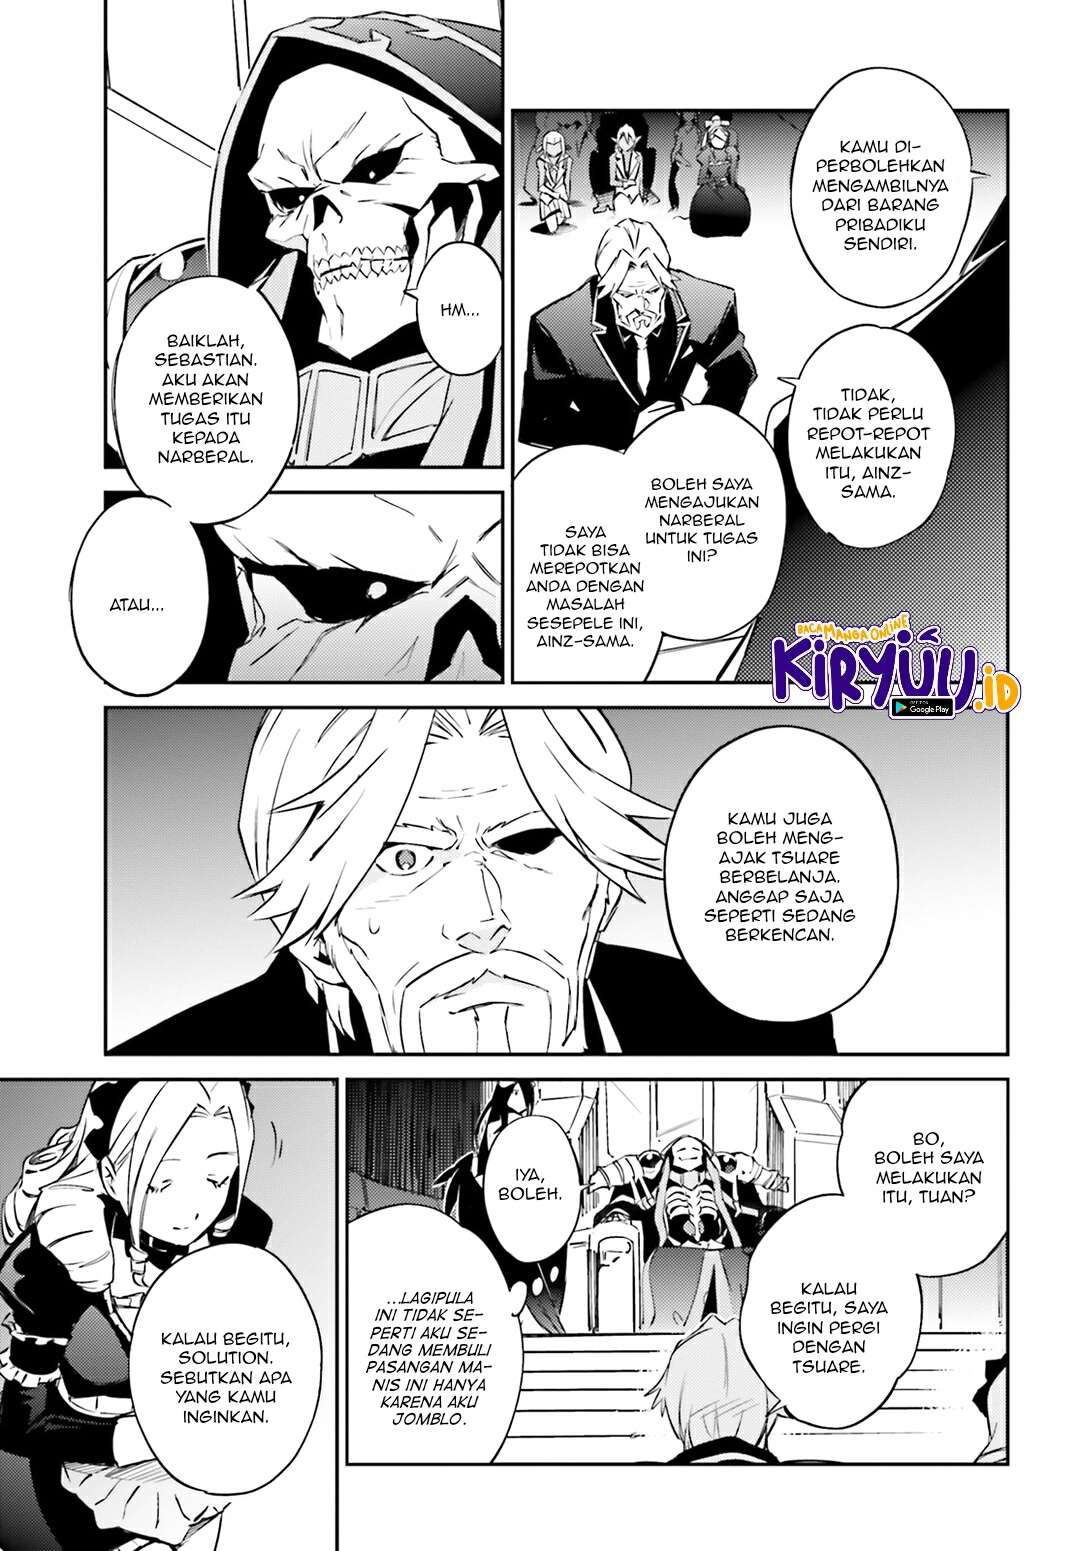 KAMU DI-
PERBOLEHKAN
MENGAMBILNYA
DARI BARANG
PRIBADIKU
SENDIRI.
TIDAK,
TIDAK PERLU
REPOT-REPOT
MELAKUKAN
ITU, AINZ-
SAMA.
BOLEH SAYA
MENGAJUKAN
NARBERAL
UNTUK TUGAS
INI?
SAYA
TIDAK BISA
MEREPOTKAN
ANDA DENGAN
MASALAH
SESEPELE INI,
AINZ-SAMA.
HM...
BAIKLAH,
SEBASTIAN.
AKU AKAN
MEMBERIKAN
TUGAS ITU
KEPADA
NARBERAL.
ATAU...
BACA MANGA ONLINE
KIRYUU.ID
GET IT ON
Google Play
KAMU JUGA
BOLEH MENG-
AJAK TSUARE
BERBELANJA.
ANGGAP SAJA
SEPERTI SEDANG
BERKENCAN.
BO,
BOLEH SAYA
MELAKUKAN
ITU, TUAN?
KALAU
BEGITU, SAYA
INGIN PERGI
DENGAN
TSUARE.
IYA,
BOLEH.
...LAGIPULA
INI TIDAK SE-
PERTI AKU SE-
DANG MEMBULI
PASANGAN MA-
NIS INI HANYA
KARENA AKU
JOMBLO.
KALAU BEGITU,
SOLUTION.
SEBUTKAN APA
YANG KAMU
INGINKAN.